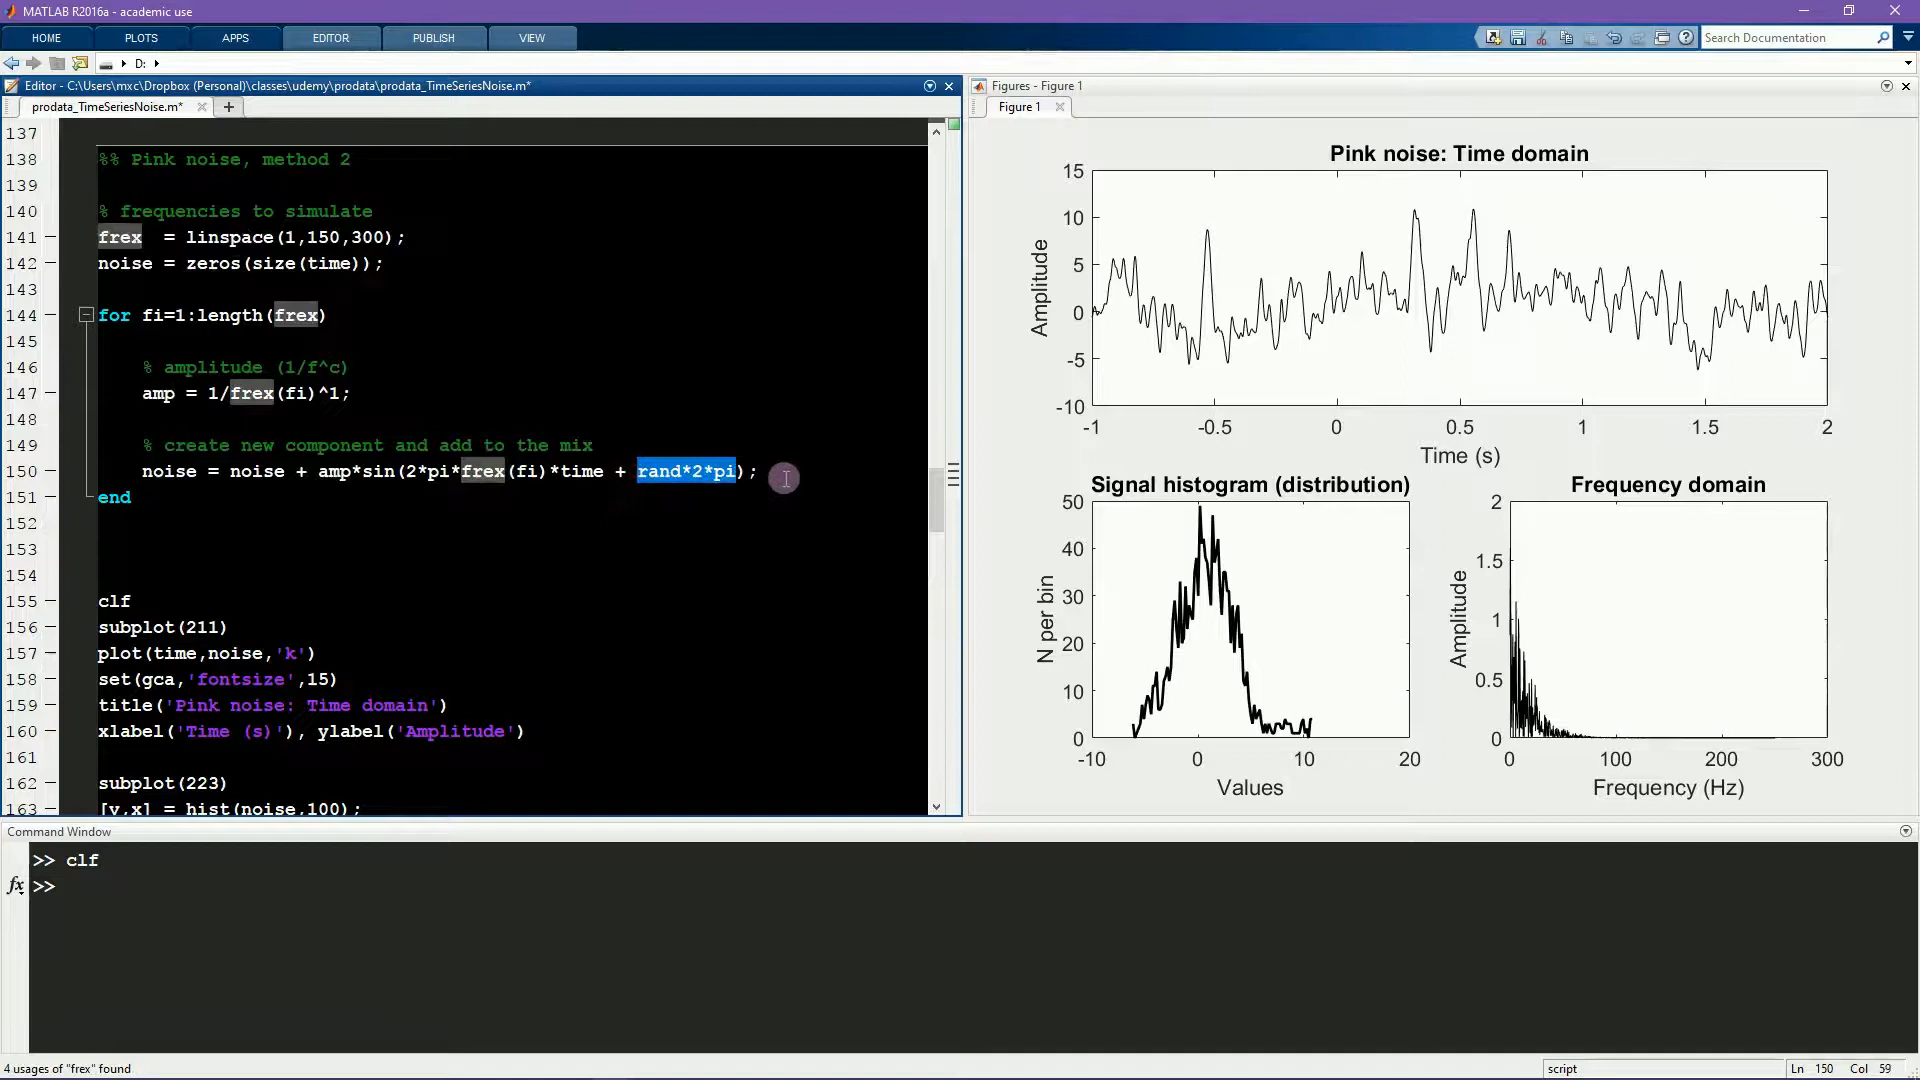 MATLAB R2016a - academic use
HOME PLOTS APPS EDITOR PUBLISH VIEW Search Documentation
D:
Editor - C:\Users\mxc\Dropbox (Personal)\classes\udemy\prodata\prodata_TimeSeriesNoise.m*
prodata_TimeSeriesNoise.m*
137
138 %% Pink noise, method 2
139
140 % frequencies to simulate
141 frex = linspace(1,150,300);
142 noise = zeros(size(time));
143
144 for fi=1:length(frex)
145
146 % amplitude (1/f^c)
147 amp = 1/frex(fi)^1;
148
149 % create new component and add to the mix
150 noise = noise + amp*sin(2*pi*frex(fi)*time + rand*2*pi);
151 end
152
153
154
155 clf
156 subplot(211)
157 plot(time,noise,'k')
158 set(gca,'fontsize',15)
159 title('Pink noise: Time domain')
160 xlabel('Time (s)'), ylabel('Amplitude')
161
162 subplot(223)
163 [y,x] = hist(noise,100);
Figures - Figure 1
Figure 1
Pink noise: Time domain
Amplitude
15
10
5
0
-5
-10
-1 -0.5 0 0.5 1 1.5 2
Time (s)
Signal histogram (distribution)
N per bin
50
40
30
20
10
0
-10 0 10 20
Values
Frequency domain
Amplitude
2
1.5
1
0.5
0
0 100 200 300
Frequency (Hz)
Command Window
>> clf
fx >>
4 usages of "frex" found
script
Ln 150 Col 59